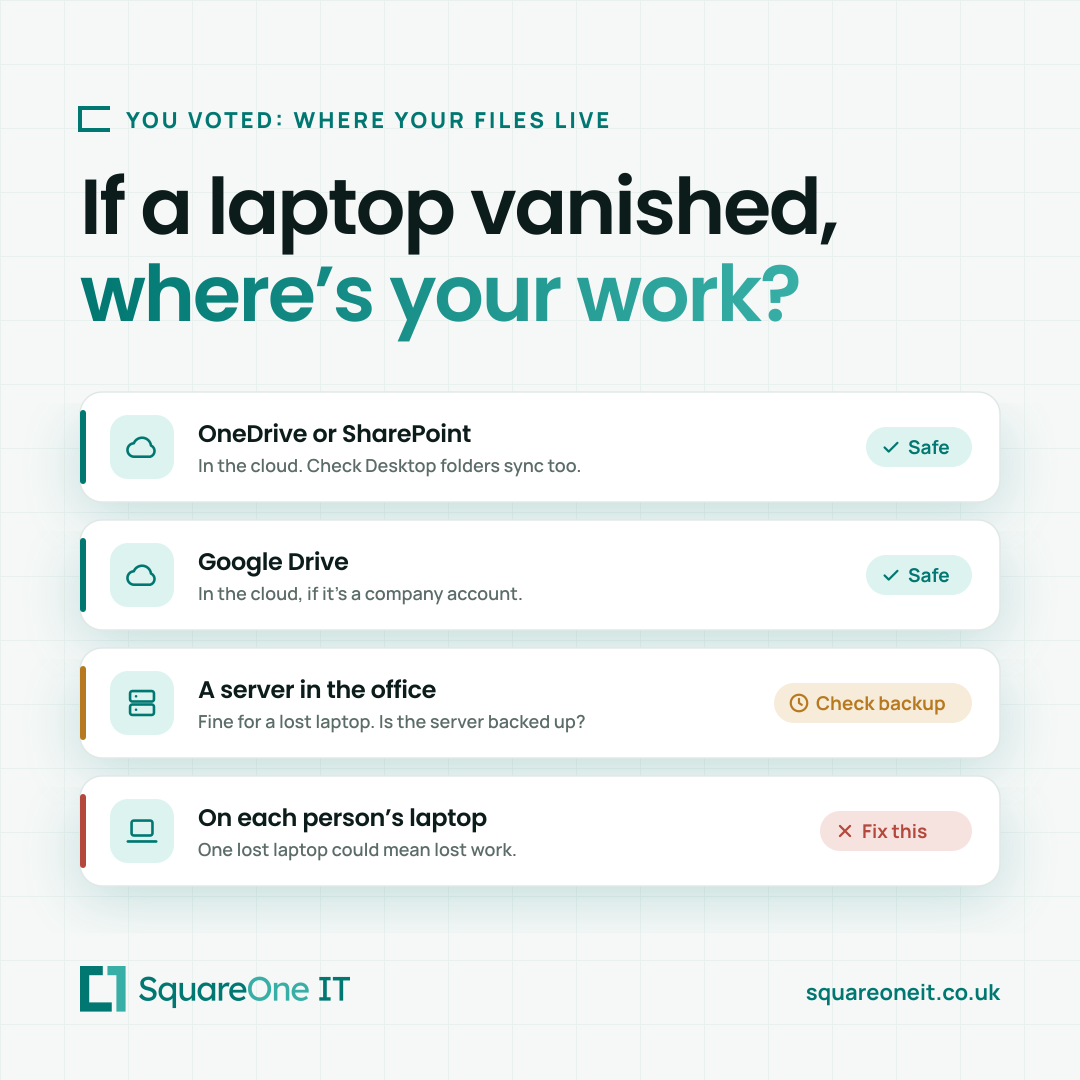 YOU VOTED: WHERE YOUR FILES LIVE
If a laptop vanished,
where’s your work?
OneDrive or SharePoint
In the cloud. Check Desktop folders sync too.
Safe
Google Drive
In the cloud, if it’s a company account.
Safe
A server in the office
Fine for a lost laptop. Is the server backed up?
Check backup
On each person’s laptop
One lost laptop could mean lost work.
Fix this
SquareOne IT
squareoneit.co.uk